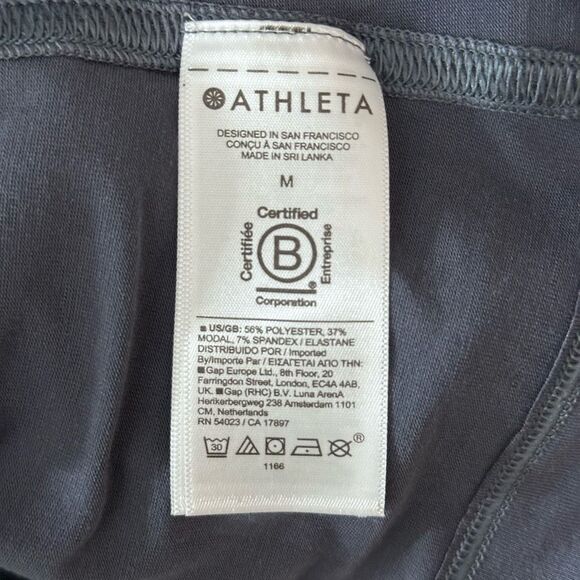 ATHLETA
DESIGNED IN SAN FRANCISCO
CONÇU À SAN FRANCISCO
MADE IN SRI LANKA
M
Certified
Certifiée
B
Entreprise
®
Corporation
US/GB: 56% POLYESTER, 37%
MODAL, 7% SPANDEX / ELASTANE
DISTRIBUIDO POR / Imported
By/Importe Par / ΕΙΣΑΓΕΤΑΙ ΑΠΟ ΤΗΝ:
Gap Europe Ltd., 8th Floor, 20
Farringdon Street, London, EC4A 4AB,
UK. Gap (RHC) B.V. Luna ArenA
Herikerbergweg 238 Amsterdam 1101
CM, Netherlands
RN 54023 / CA 17897
30 ®
1166